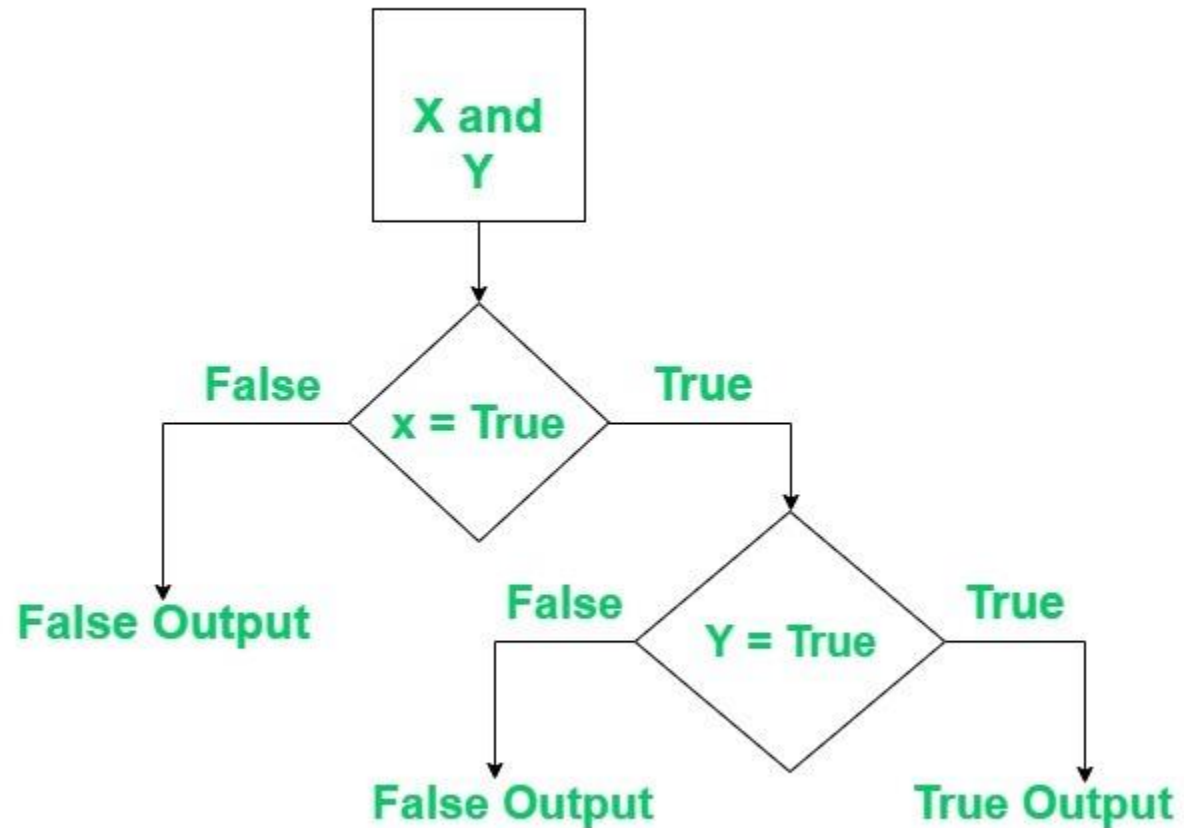 X and
Y
False
True
x = True
False Output
False
True
Y = True
False Output
True Output